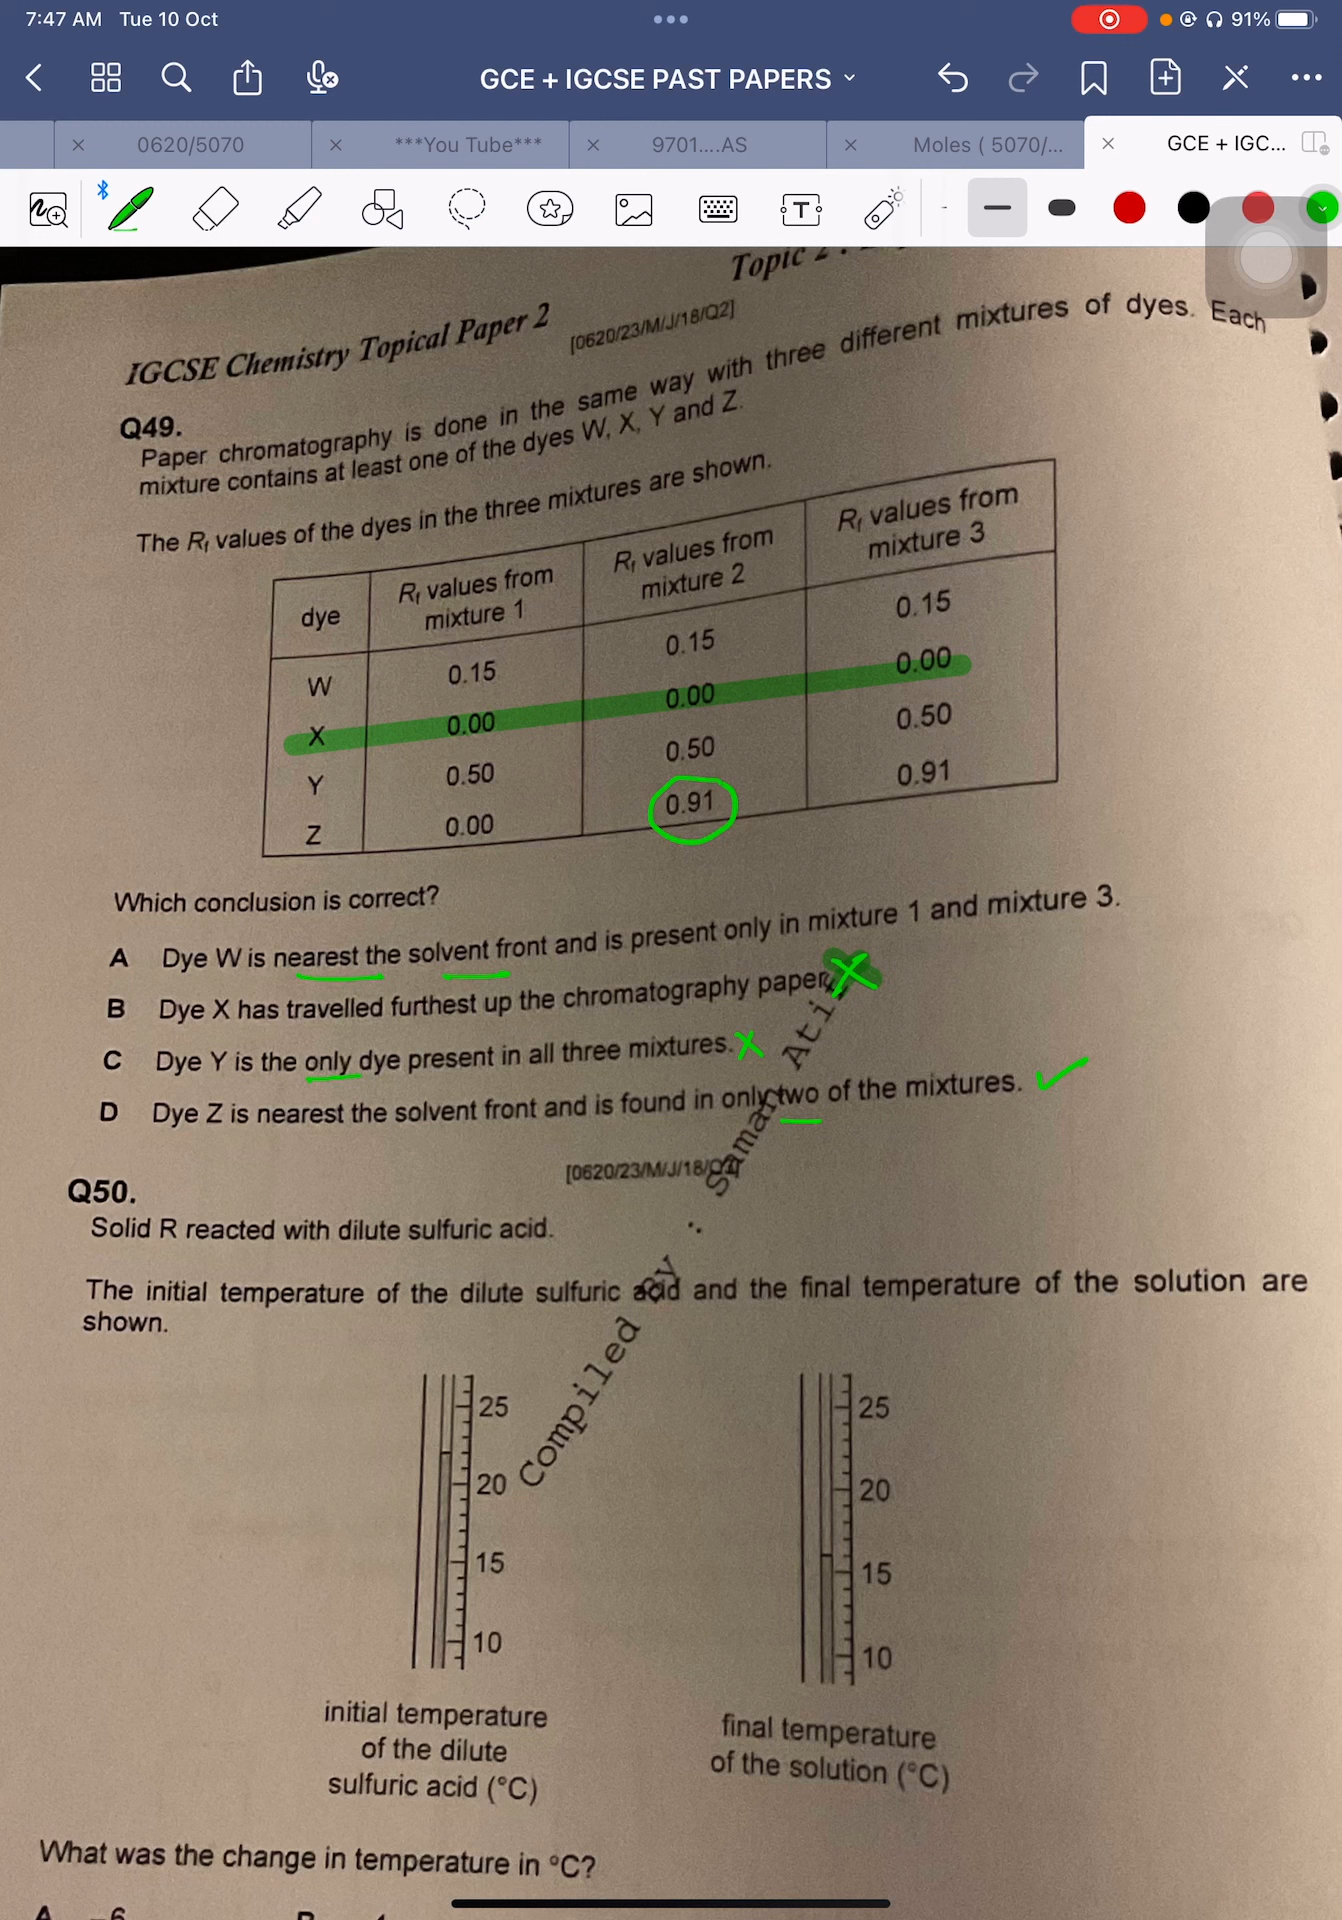 7:47 AM Tue 10 Oct
91%
GCE + IGCSE PAST PAPERS
0620/5070
***You Tube***
9701....AS
Moles ( 5070/...
GCE + IGC...
T
Topic 2 :
IGCSE Chemistry Topical Paper 2
[0620/23/M/J/18/Q2]
Q49.
Paper chromatography is done in the same way with three different mixtures of dyes. Each
mixture contains at least one of the dyes W, X, Y and Z.
The Rf values of the dyes in the three mixtures are shown.
dye
Rf values from mixture 1
Rf values from mixture 2
Rf values from mixture 3
W 0.15 0.15 0.15
X 0.00 0.00 0.00
Y 0.50 0.50 0.50
Z 0.00 0.91 0.91
Which conclusion is correct?
A Dye W is nearest the solvent front and is present only in mixture 1 and mixture 3.
B Dye X has travelled furthest up the chromatography paper.
C Dye Y is the only dye present in all three mixtures.
D Dye Z is nearest the solvent front and is found in only two of the mixtures.
[0620/23/M/J/18/
Q50.
Solid R reacted with dilute sulfuric acid.
The initial temperature of the dilute sulfuric acid and the final temperature of the solution are
shown.
Compiled By : Samar Ati
25
20
15
10
25
20
15
10
initial temperature
of the dilute
sulfuric acid (°C)
final temperature
of the solution (°C)
What was the change in temperature in °C?
A –6